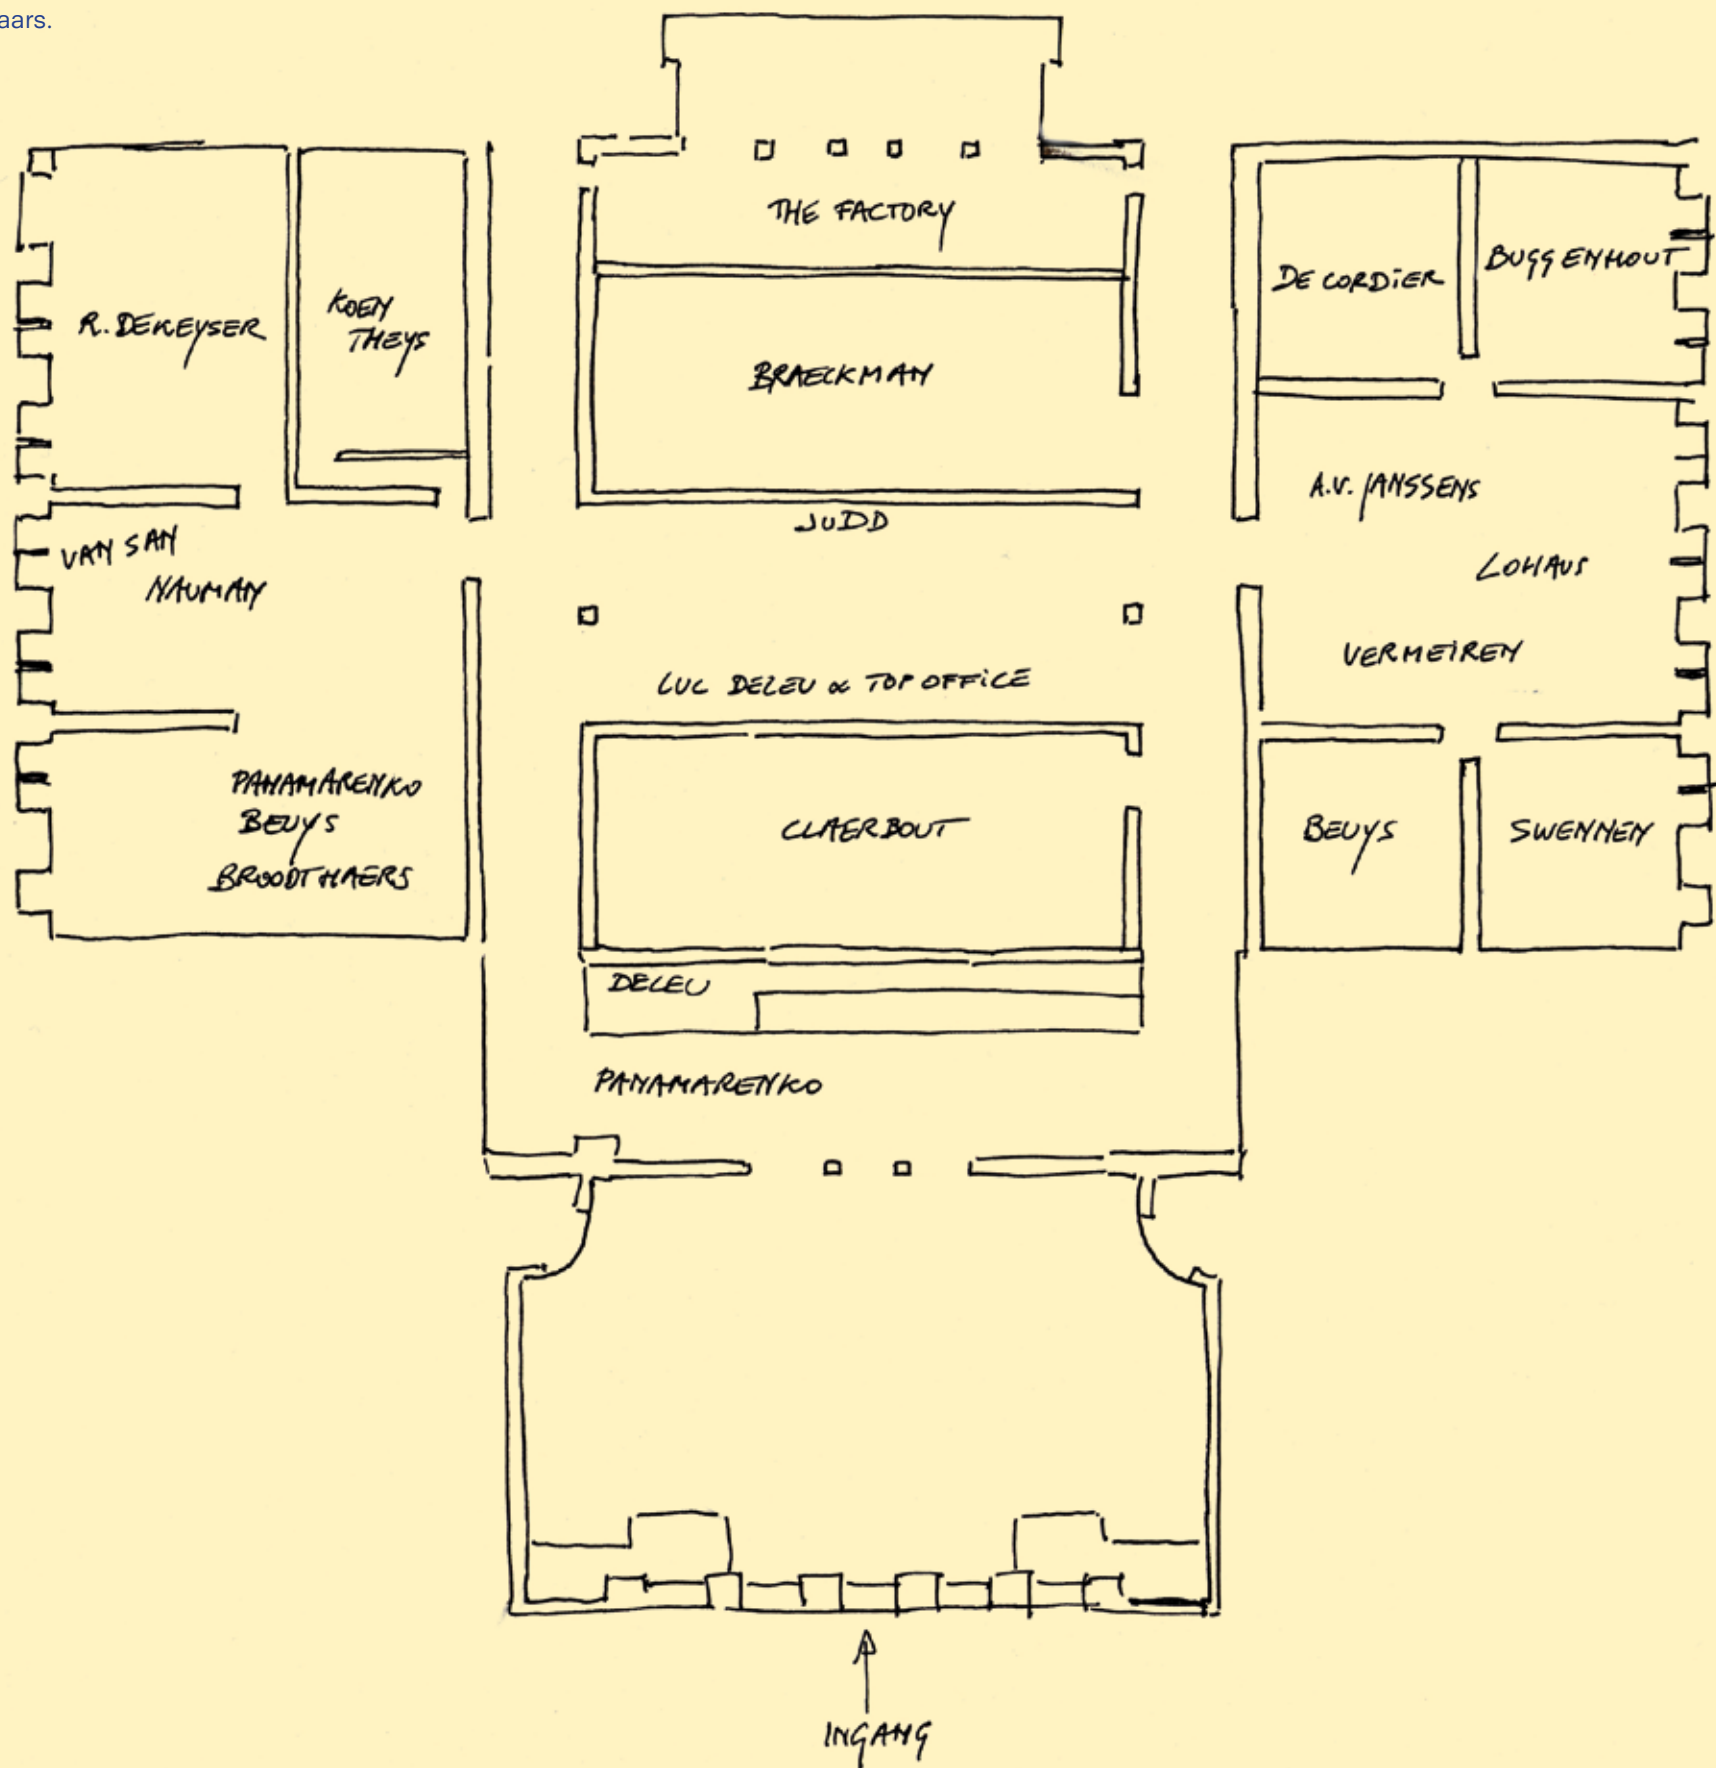 aars.
THE FACTORY
R. DEKEYSER
KOEN
THEYS
BRAECKMAN
DE CORDIER
BUGGENHOUT
VAN SAN
NAUMAN
JUDD
A.V. JANSSENS
LOHAUS
VERMEIREN
LUC DELEU & TOP OFFICE
PANAMARENKO
BEUYS
BROODTHAERS
CLAERBOUT
BEUYS
SWENNEN
DELEU
PANAMARENKO
INGANG